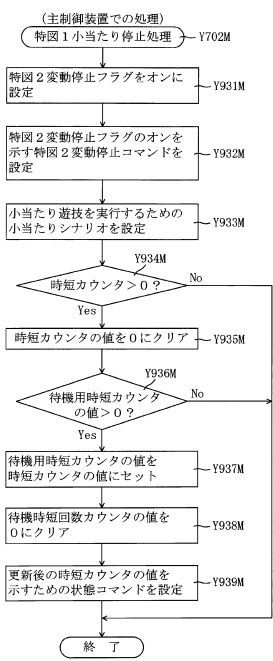 (主制御装置での処理)
特図1小当たり停止処理
Y702M
特図2変動停止フラグをオンに
設定
Y931M
特図2変動停止フラグのオンを
示す特図2変動停止コマンドを
設定
Y932M
小当たり遊技を実行するための
小当たりシナリオを設定
Y933M
Y934M
時短カウンタ>0?
No
Yes
時短カウンタの値を0にクリア
Y935M
Y936M
待機用時短カウンタ
の値>0?
No
Yes
待機用時短カウンタの値を
時短カウンタの値にセット
Y937M
待機時短回数カウンタの値を
0にクリア
Y938M
更新後の時短カウンタの値を
示すための状態コマンドを設定
Y939M
終 了